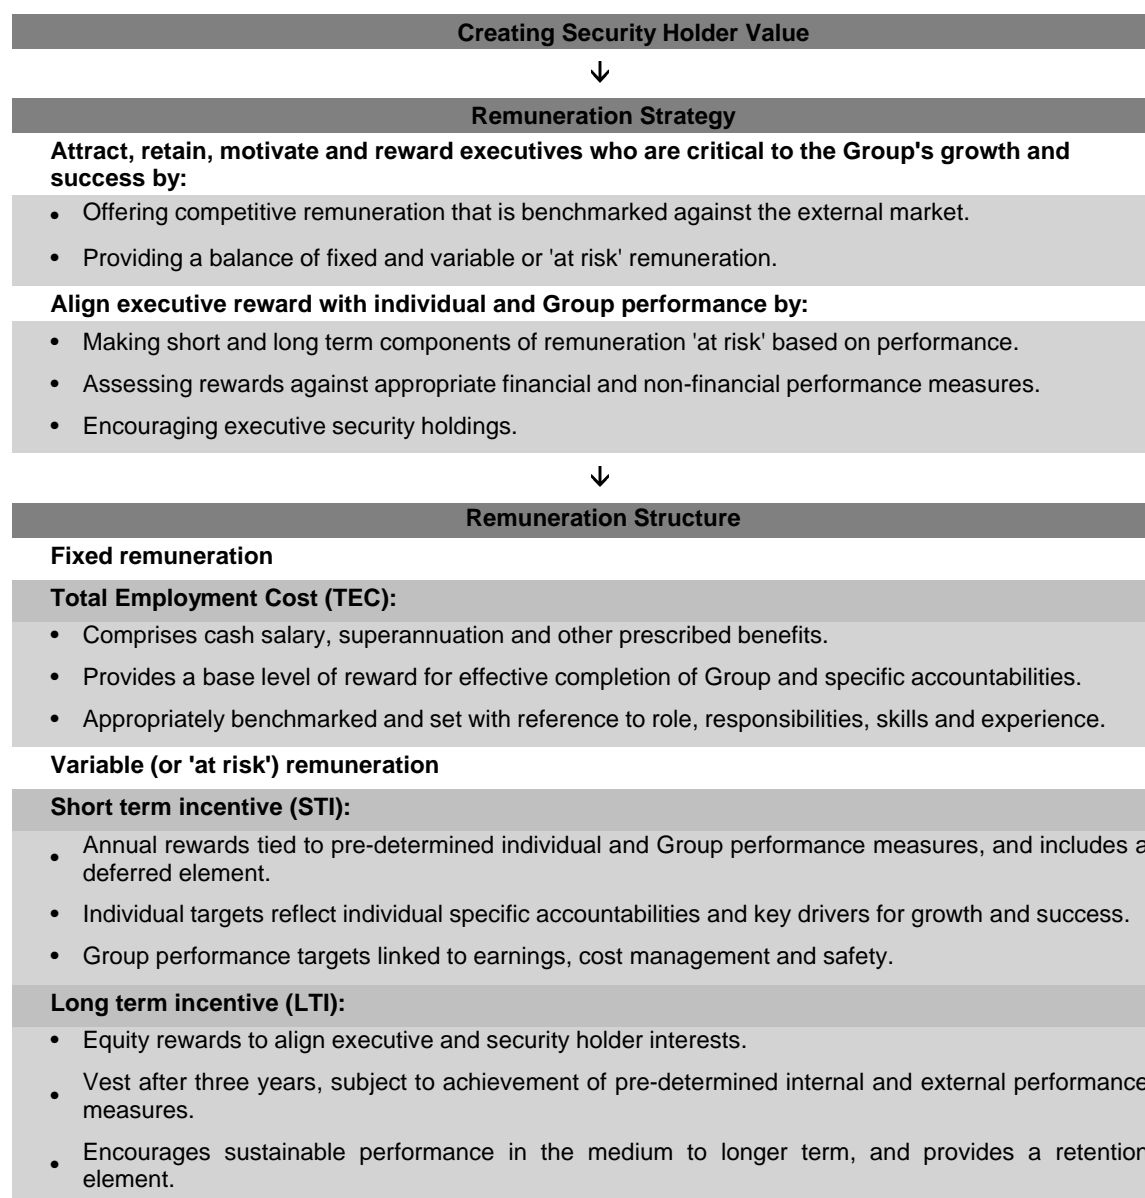 Creating Security Holder Value
↓
Remuneration Strategy
Attract, retain, motivate and reward executives who are critical to the Group's growth and
success by:
• Offering competitive remuneration that is benchmarked against the external market.
• Providing a balance of fixed and variable or 'at risk' remuneration.
Align executive reward with individual and Group performance by:
• Making short and long term components of remuneration 'at risk' based on performance.
• Assessing rewards against appropriate financial and non-financial performance measures.
• Encouraging executive security holdings.
↓
Remuneration Structure
Fixed remuneration
Total Employment Cost (TEC):
• Comprises cash salary, superannuation and other prescribed benefits.
• Provides a base level of reward for effective completion of Group and specific accountabilities.
• Appropriately benchmarked and set with reference to role, responsibilities, skills and experience.
Variable (or 'at risk') remuneration
Short term incentive (STI):
• Annual rewards tied to pre-determined individual and Group performance measures, and includes a
deferred element.
• Individual targets reflect individual specific accountabilities and key drivers for growth and success.
• Group performance targets linked to earnings, cost management and safety.
Long term incentive (LTI):
• Equity rewards to align executive and security holder interests.
• Vest after three years, subject to achievement of pre-determined internal and external performance
measures.
• Encourages sustainable performance in the medium to longer term, and provides a retention
element.